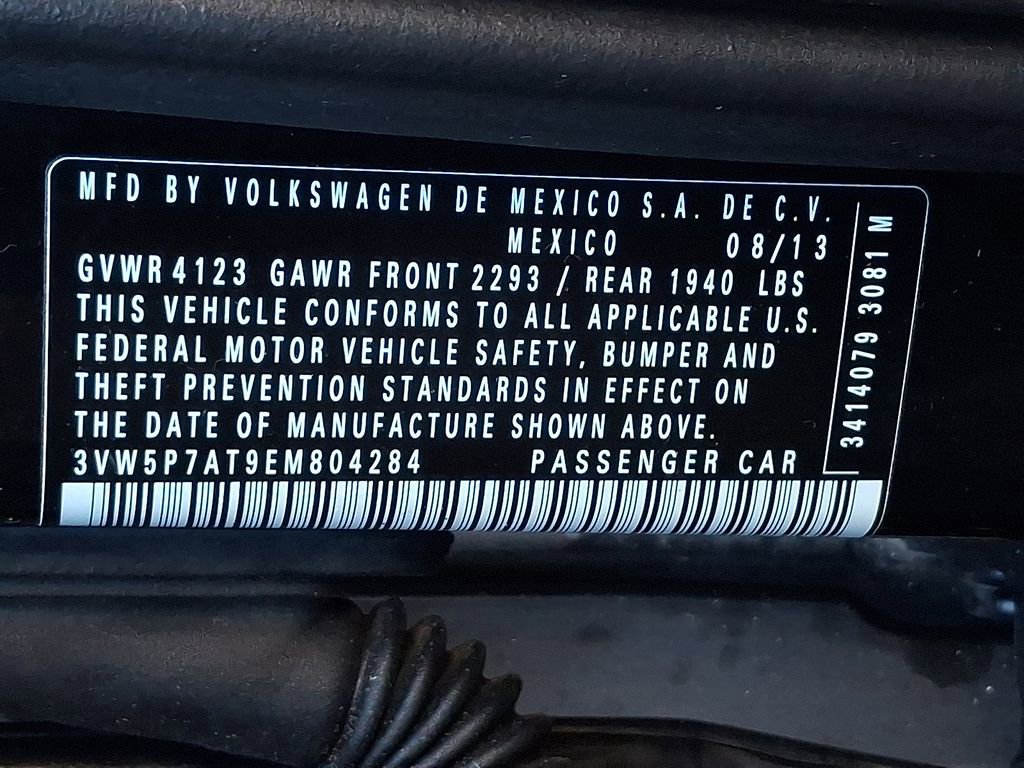 MFD BY VOLKSWAGEN DE MEXICO S.A. DE C.V.
MEXICO 08/13
GVWR 4123 GAWR FRONT 2293 / REAR 1940 LBS
THIS VEHICLE CONFORMS TO ALL APPLICABLE U.S.
FEDERAL MOTOR VEHICLE SAFETY, BUMPER AND
THEFT PREVENTION STANDARDS IN EFFECT ON
THE DATE OF MANUFACTURE SHOWN ABOVE.
3VW5P7AT9EM804284 PASSENGER CAR
3414079 3081 M